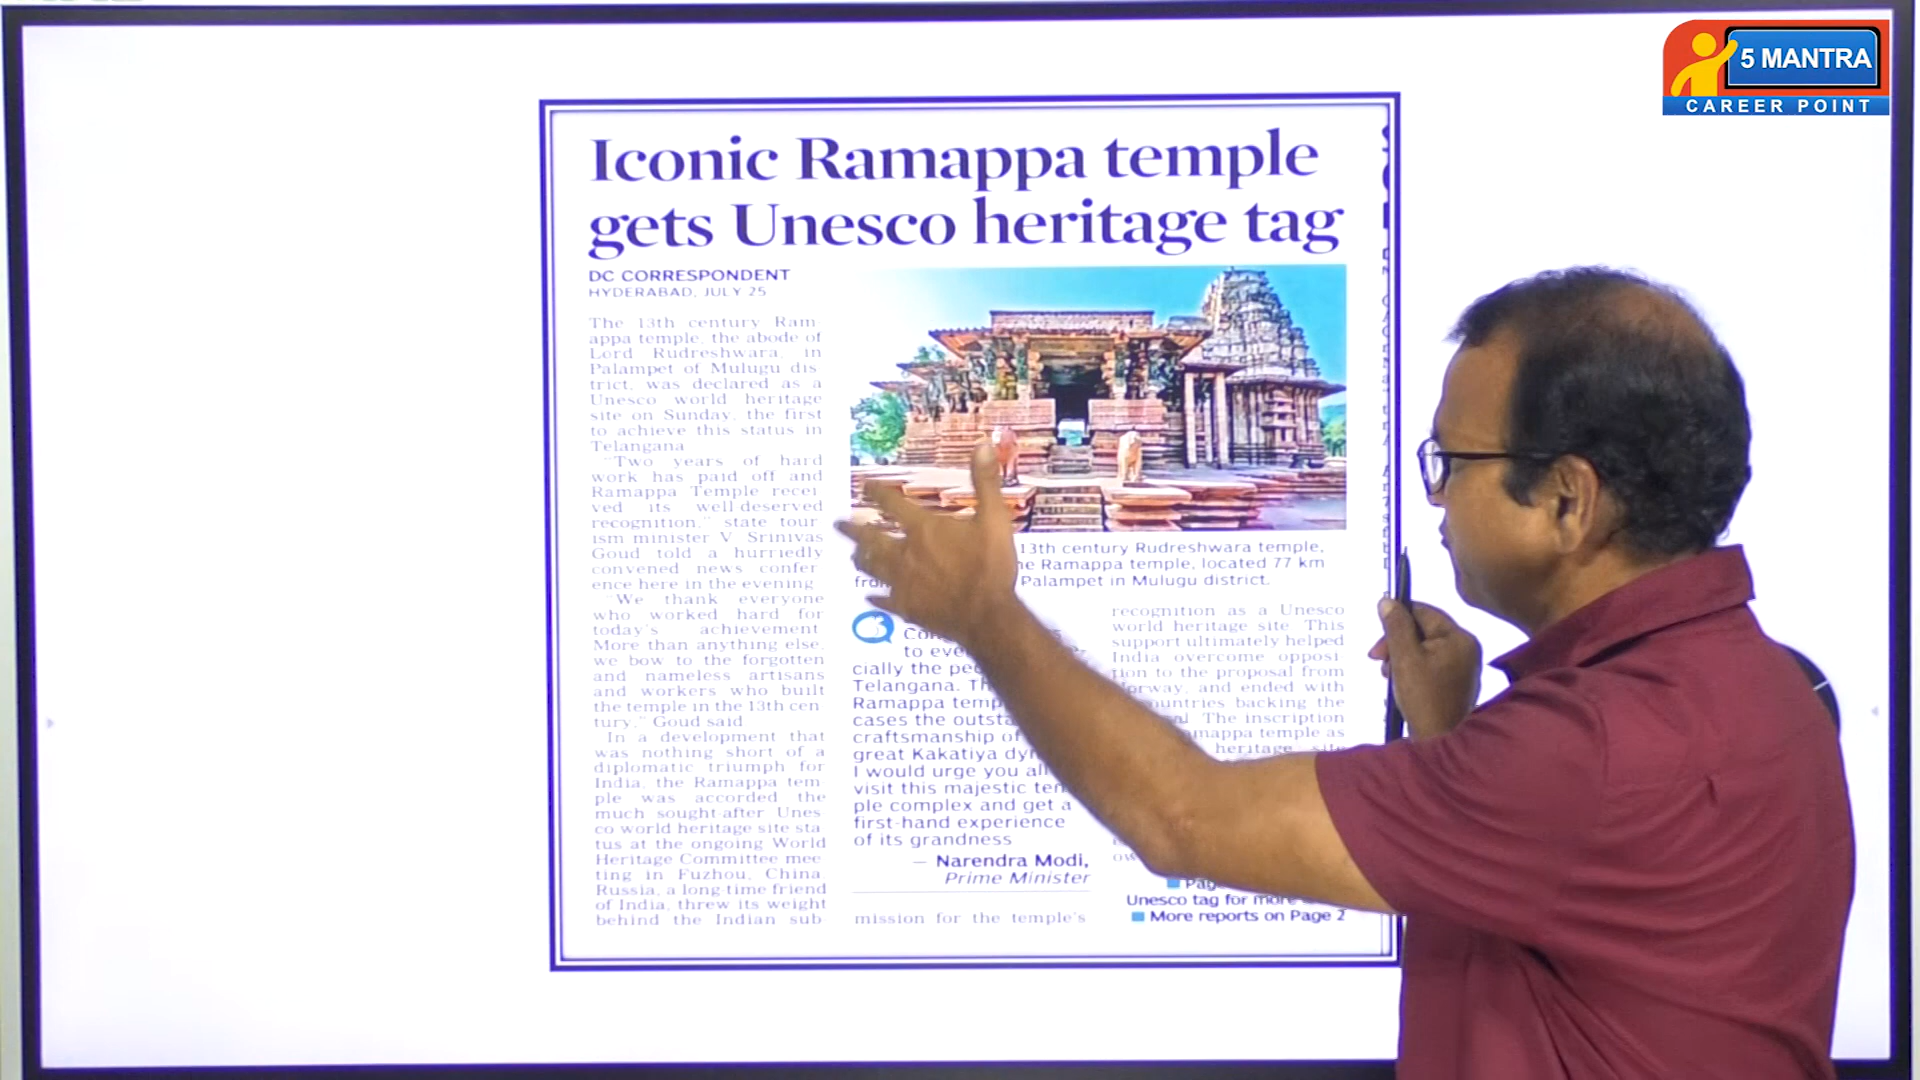 5 MANTRA
CAREER POINT
Iconic Ramappa temple
gets Unesco heritage tag
DC CORRESPONDENT
HYDERABAD, JULY 25
The 13th century Ram
appa temple, the abode of
Lord Rudreshwara, in
Palampet of Mulugu dis
trict, was declared as a
Unesco world heritage
site on Sunday, the first
to achieve this status in
Telangana
"Two years of hard
work has paid off and
Ramappa Temple recei
ved its well-deserved
recognition," state tour
ism minister V Srinivas
Goud told a hurriedly
convened news confer
ence here in the evening
"We thank everyone
who worked hard for
today's achievement
More than anything else,
we bow to the forgotten
and nameless artisans
and workers who built
the temple in the 13th cen
tury," Goud said
In a development that
was nothing short of a
diplomatic triumph for
India, the Ramappa tem
ple was accorded the
much sought-after Unes
co world heritage site sta
tus at the ongoing World
Heritage Committee mee
ting in Fuzhou, China.
Russia, a long-time friend
of India, threw its weight
behind the Indian sub
13th century Rudreshwara temple,
Ramappa temple, located 77 km
Palampet in Mulugu district.
cially the
Telangana.
Ramappa
cases the
craftsmanship of
great Kakatiya
I would urge you all
visit this majestic
ple complex and get a
first-hand experience
of its grandness
— Narendra Modi,
Prime Minister
mission for the temple's
recognition as a Unesco
world heritage site. This
support ultimately helped
India overcome opposi
tion to the proposal from
Norway, and ended with
backing the
The inscription
temple as
heritage
Unesco tag for more
More reports on Page 2